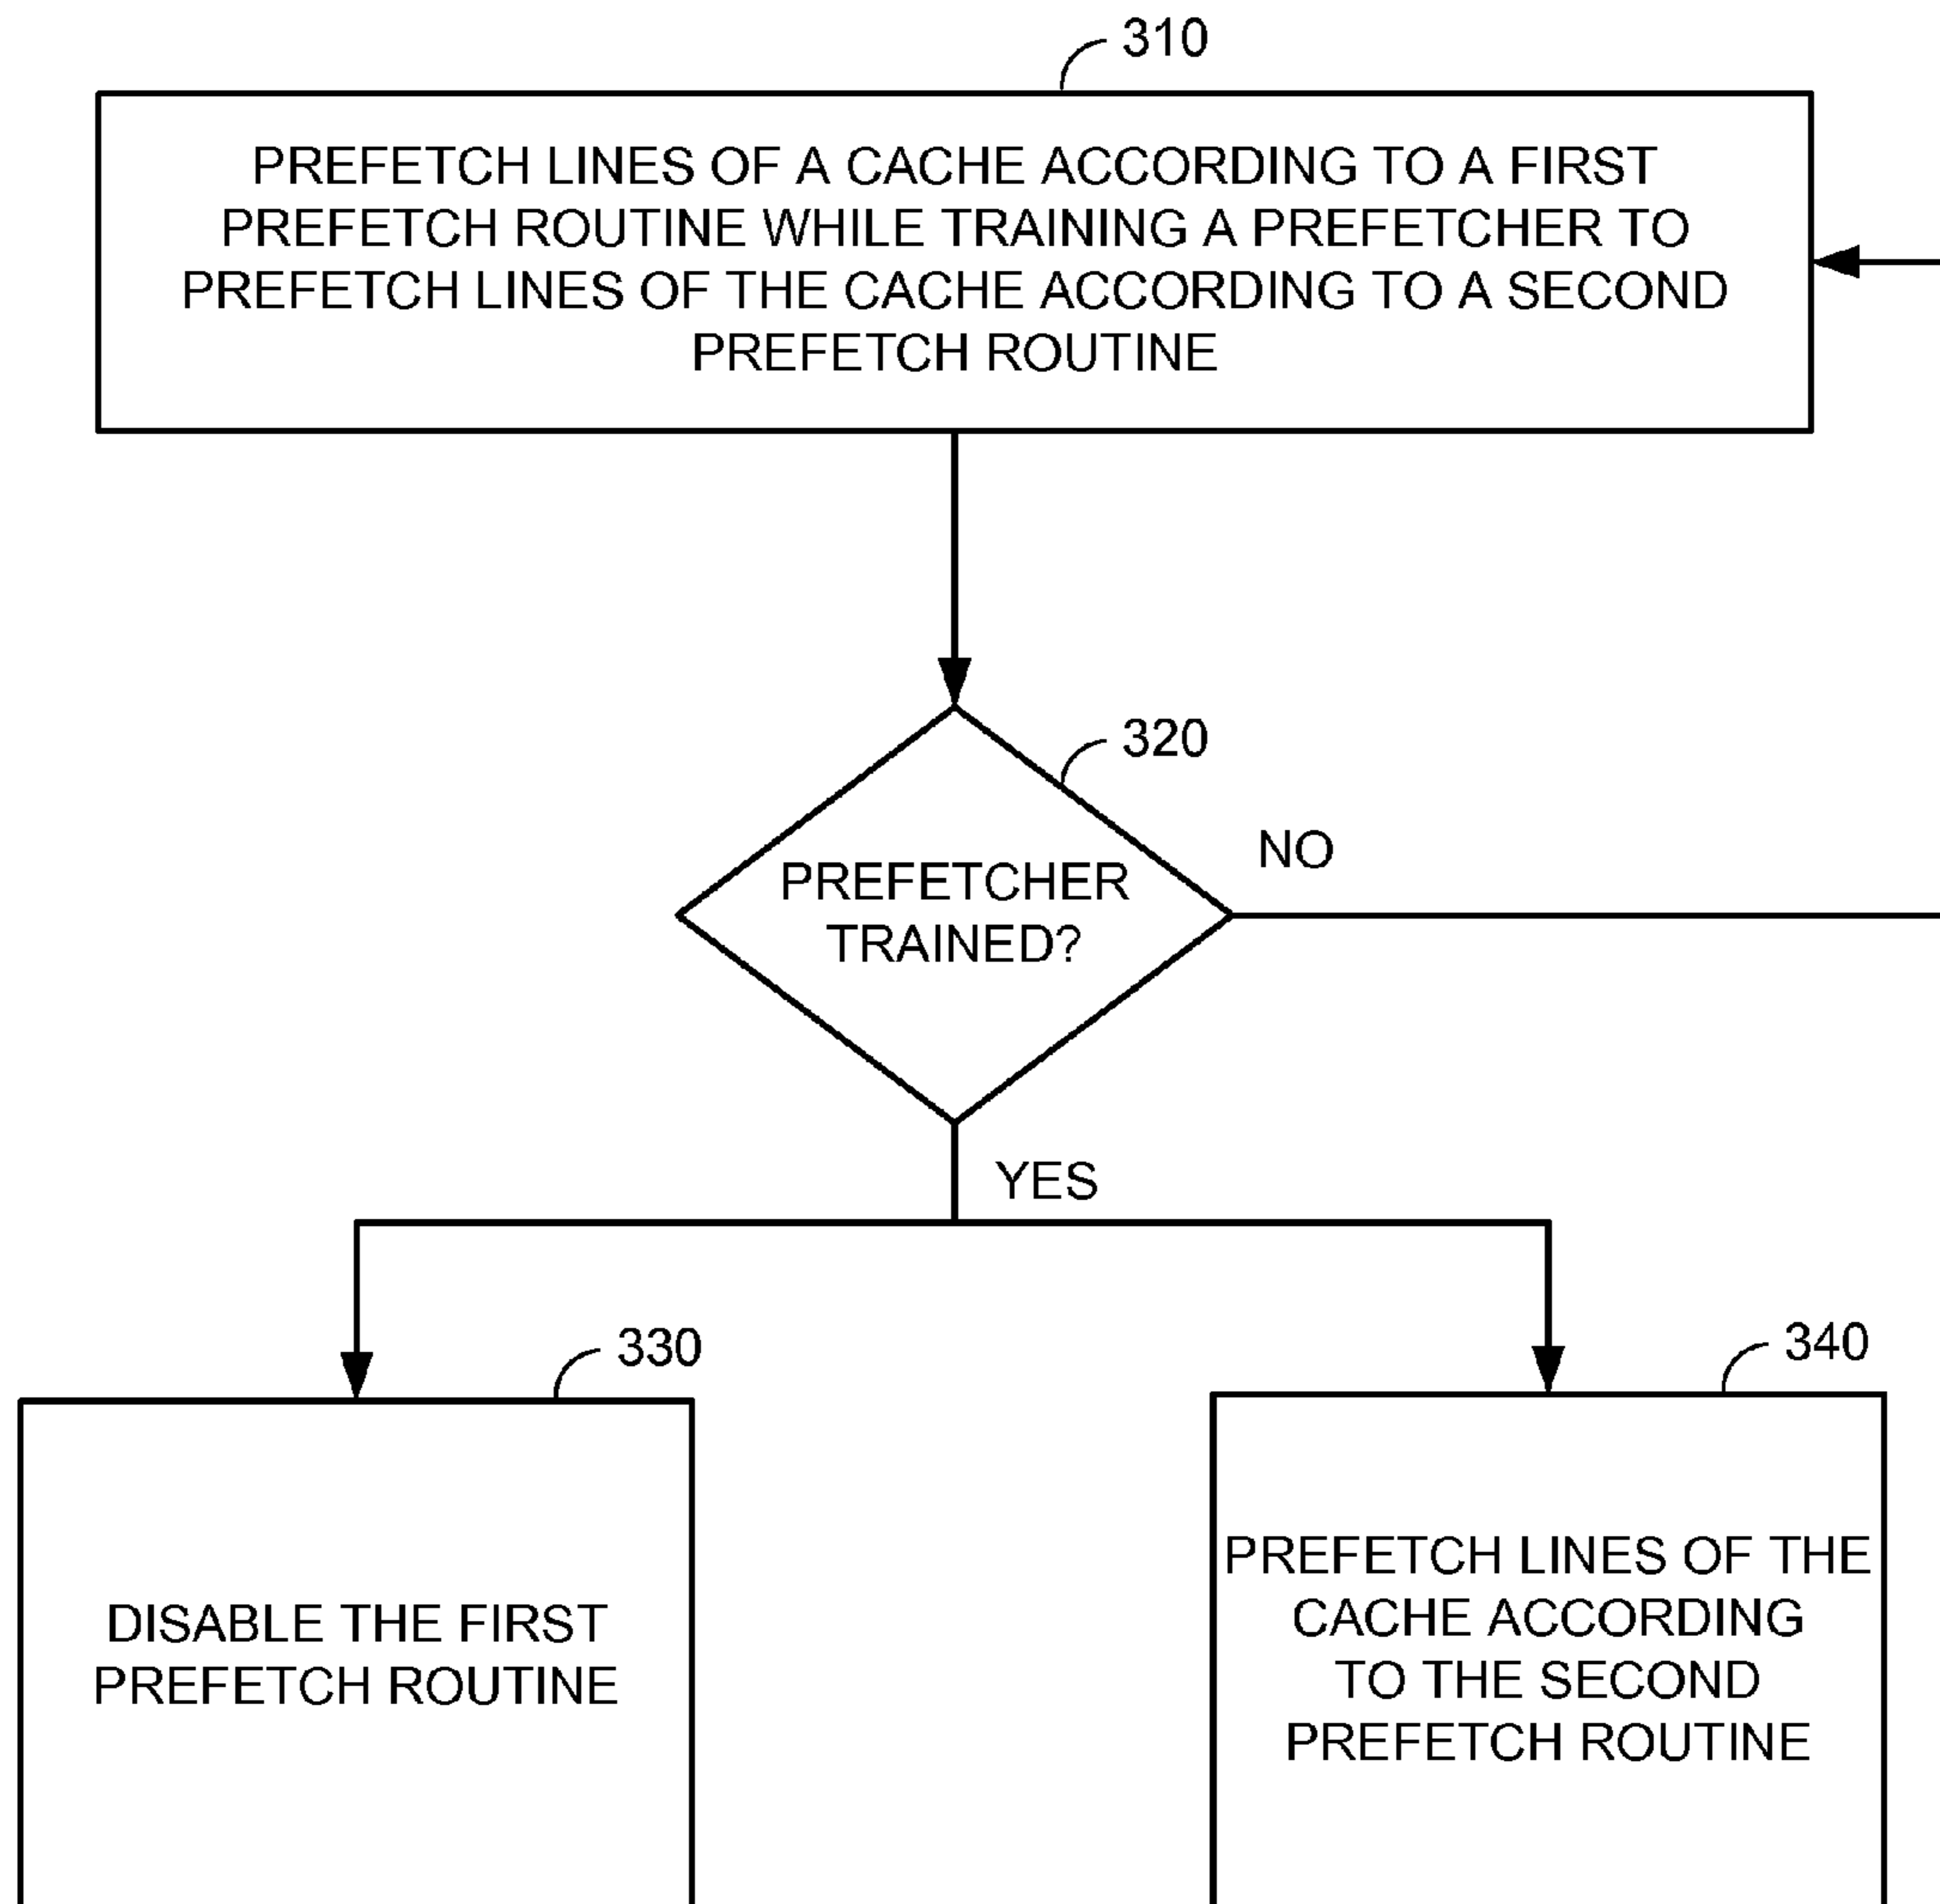 310
PREFETCH LINES OF A CACHE ACCORDING TO A FIRST
PREFETCH ROUTINE WHILE TRAINING A PREFETCHER TO
PREFETCH LINES OF THE CACHE ACCORDING TO A SECOND
PREFETCH ROUTINE
320
PREFETCHER
TRAINED?
NO
YES
330
DISABLE THE FIRST
PREFETCH ROUTINE
340
PREFETCH LINES OF THE
CACHE ACCORDING
TO THE SECOND
PREFETCH ROUTINE